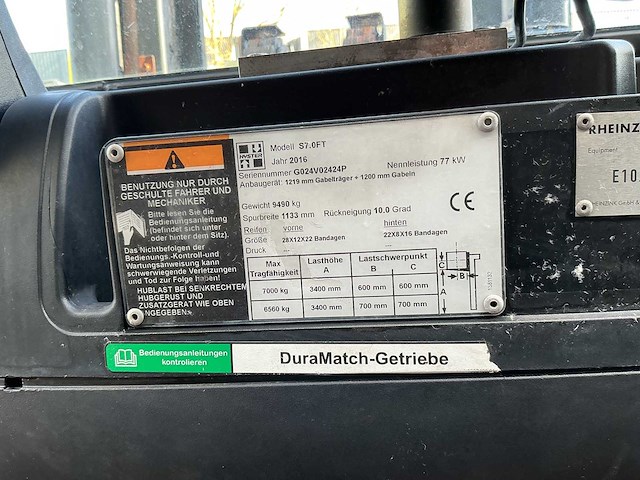 BENUTZUNG NUR DURCH
GESCHULTE FAHRER UND
MECHANIKER
Bitte lesen Sie die
Bedienungsanleitung
(befindet sich unter
oder hinter dem Sitz).
Das Nichtbefolgen der
Bedienungs.-Kontroll-und
Wartungsanweisung kann
schwerwiegende Verletzungen
und Tod zur Folge haben!
HUBLAST BEI SENKRECHTEM
HUBGERUST UND
ZUSATZGERAT WIE OBEN
ANGEGEBEN.
HYSTER
Modell S7.0FT
Jahr 2016
Seriennummer G024V02424P Nennleistung 77 kW
Anbaugerät: 1219 mm Gabelträger + 1200 mm Gabeln
Gewicht 9490 kg
Spurbreite 1133 mm Rückneigung 10.0 Grad
Reifen vorne hinten
Größe 28X12X22 Bandagen 22X8X16 Bandagen
Druck ---
CE
Max Tragfähigkeit Lasthöhe A Lastschwerpunkt B C
7000 kg 3400 mm 600 mm 600 mm
6560 kg 3400 mm 700 mm 700 mm
C
B
A
Bedienungsanleitungen
kontrolieren
DuraMatch-Getriebe
RHEINZ
Equipment
E10